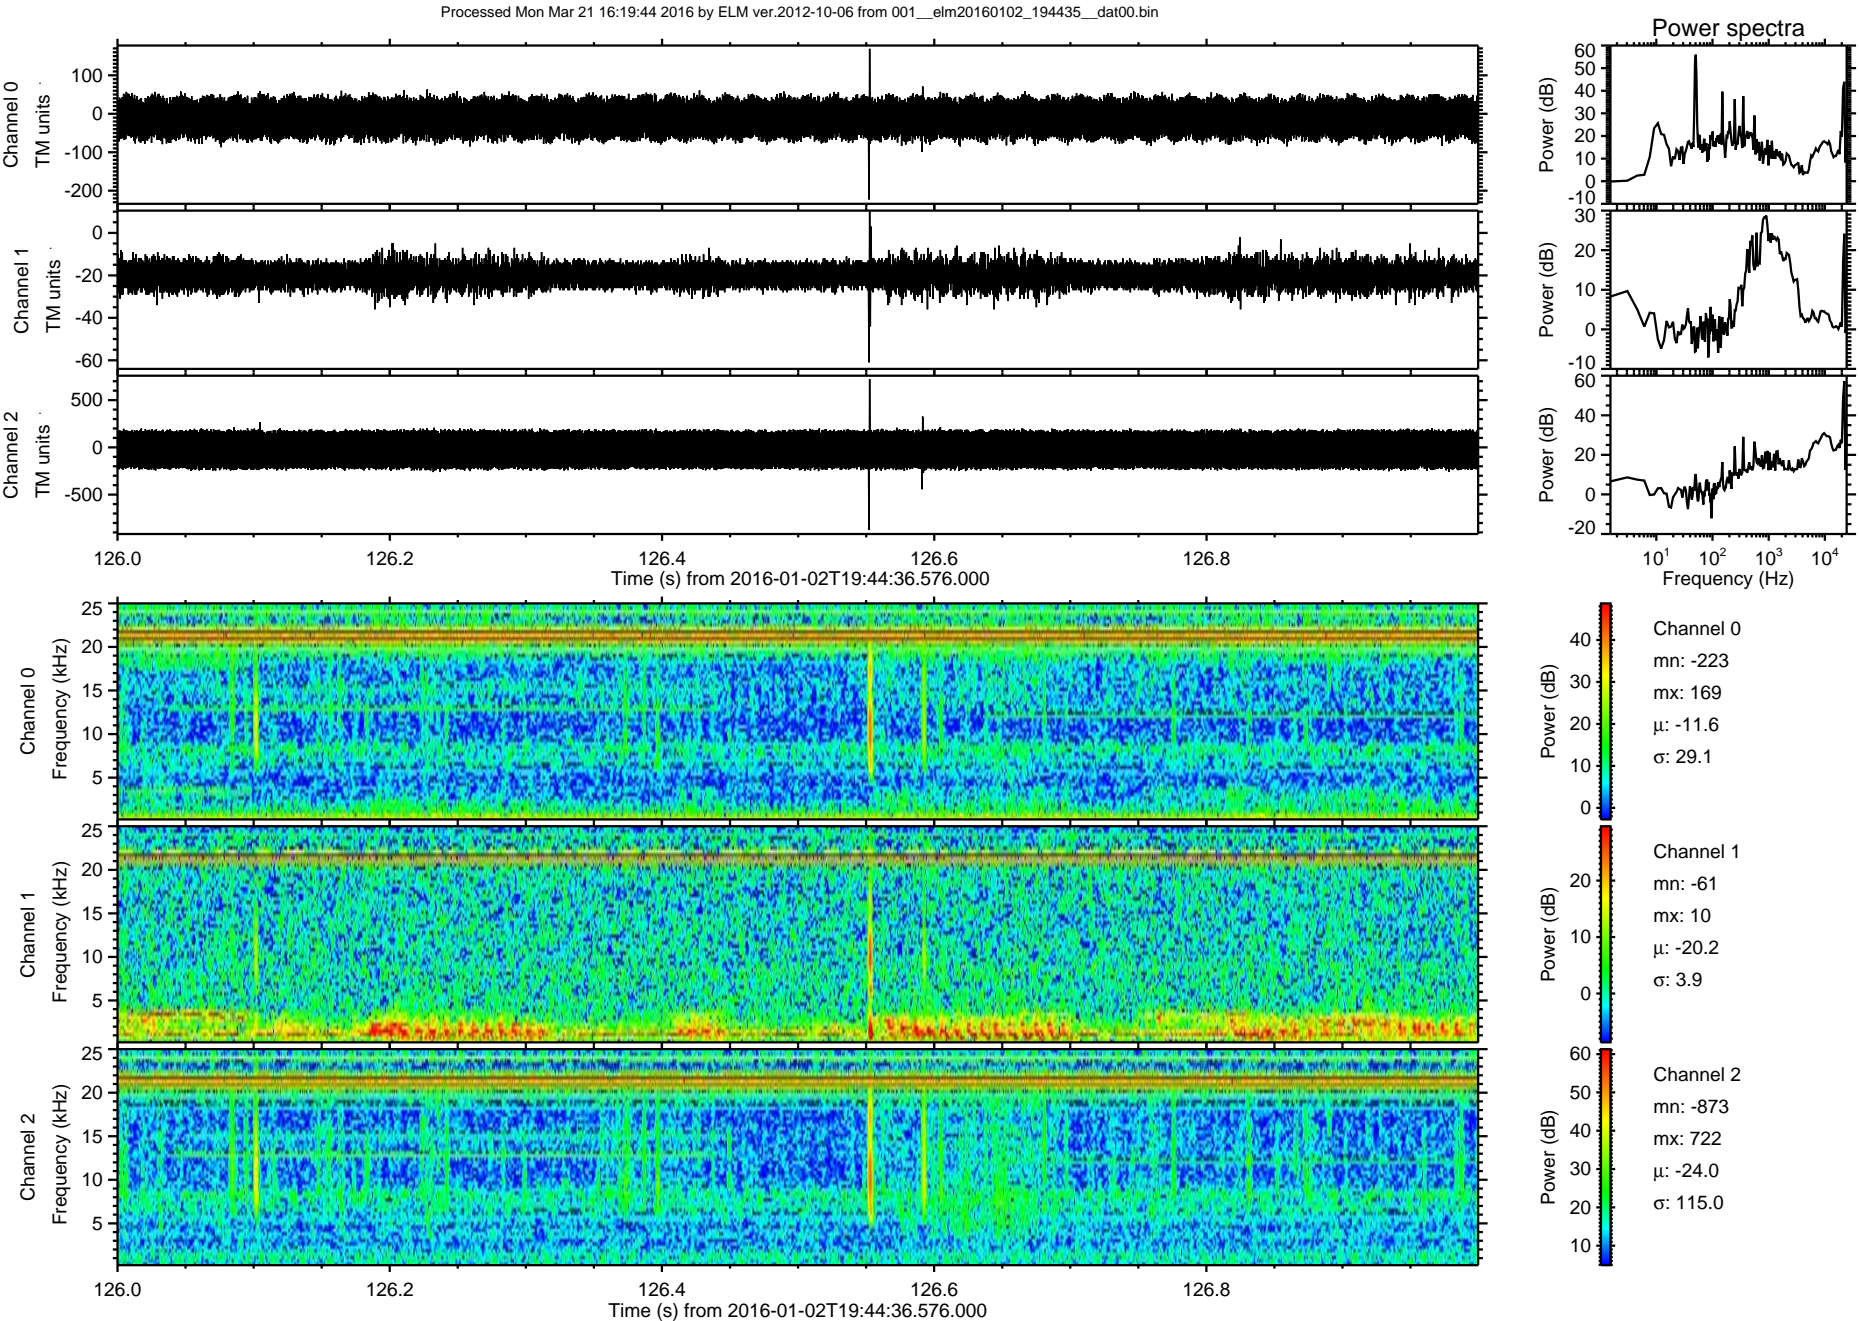 Processed Mon Mar 21 16:19:44 2016 by ELM ver.2012-10-06 from 001__elm20160102_194435__dat00.bin
Power spectra
Channel 0
TM units
100
0
-100
-200
Power (dB)
60
50
40
30
20
10
0
-10
Channel 1
TM units
0
-20
-40
-60
Power (dB)
30
20
10
0
-10
Channel 2
TM units
500
0
-500
Power (dB)
60
40
20
0
-20
126.0 126.2 126.4 126.6 126.8
Time (s) from 2016-01-02T19:44:36.576.000
10^1 10^2 10^3 10^4
Frequency (Hz)
Channel 0
Frequency (kHz)
25
20
15
10
5
Power (dB)
40
30
20
10
0
Channel 0
mn: -223
mx: 169
µ: -11.6
σ: 29.1
Channel 1
Frequency (kHz)
25
20
15
10
5
Power (dB)
20
10
0
Channel 1
mn: -61
mx: 10
µ: -20.2
σ: 3.9
Channel 2
Frequency (kHz)
25
20
15
10
5
Power (dB)
60
50
40
30
20
10
Channel 2
mn: -873
mx: 722
µ: -24.0
σ: 115.0
126.0 126.2 126.4 126.6 126.8
Time (s) from 2016-01-02T19:44:36.576.000